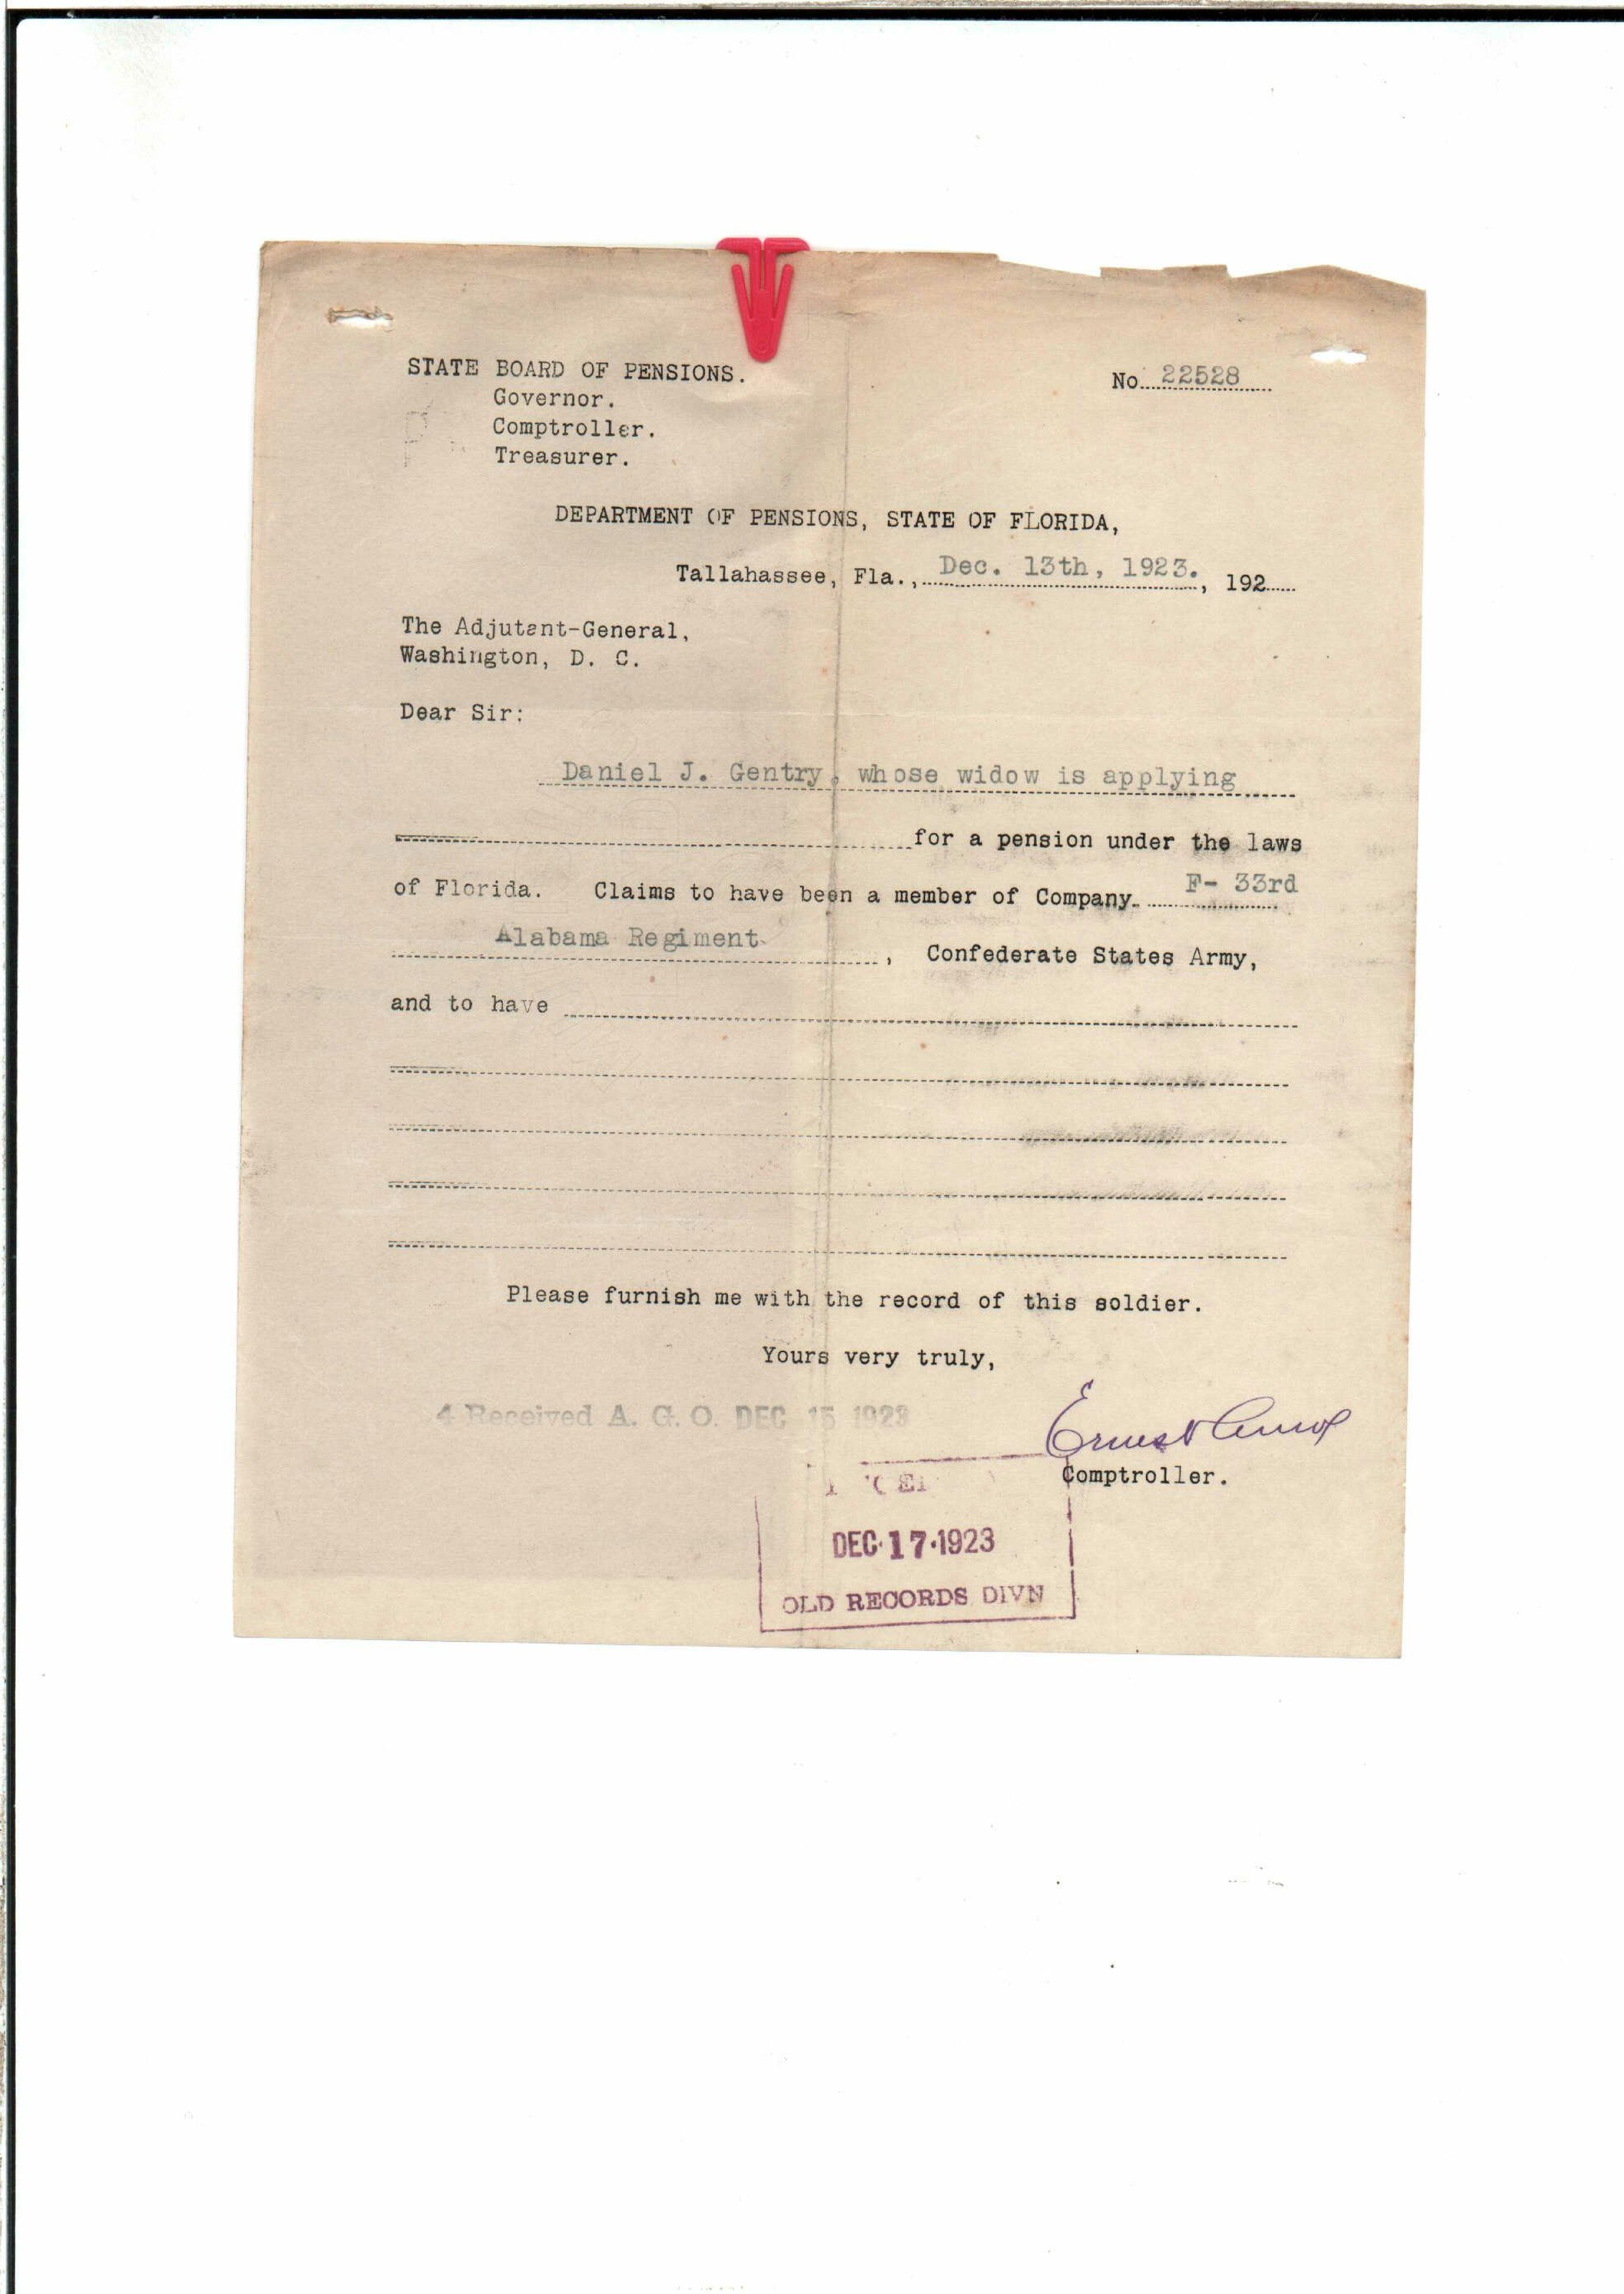 STATE BOARD OF PENSIONS.
No. 22528
Governor.
Comptroller.
Treasurer.
DEPARTMENT OF PENSIONS, STATE OF FLORIDA,
Tallahassee, Fla., Dec. 13th, 1923. , 192
The Adjutant-General,
Washington, D. C.
Dear Sir:
Daniel J. Gentry, whose widow is applying
for a pension under the laws
of Florida. Claims to have been a member of Company F- 33rd
Alabama Regiment , Confederate States Army,
and to have
Please furnish me with the record of this soldier.
Yours very truly,
4 Received A. G. O. DEC 15 1923
Ernest Amos
Comptroller.
DEC 17 1923
OLD RECORDS DIVN